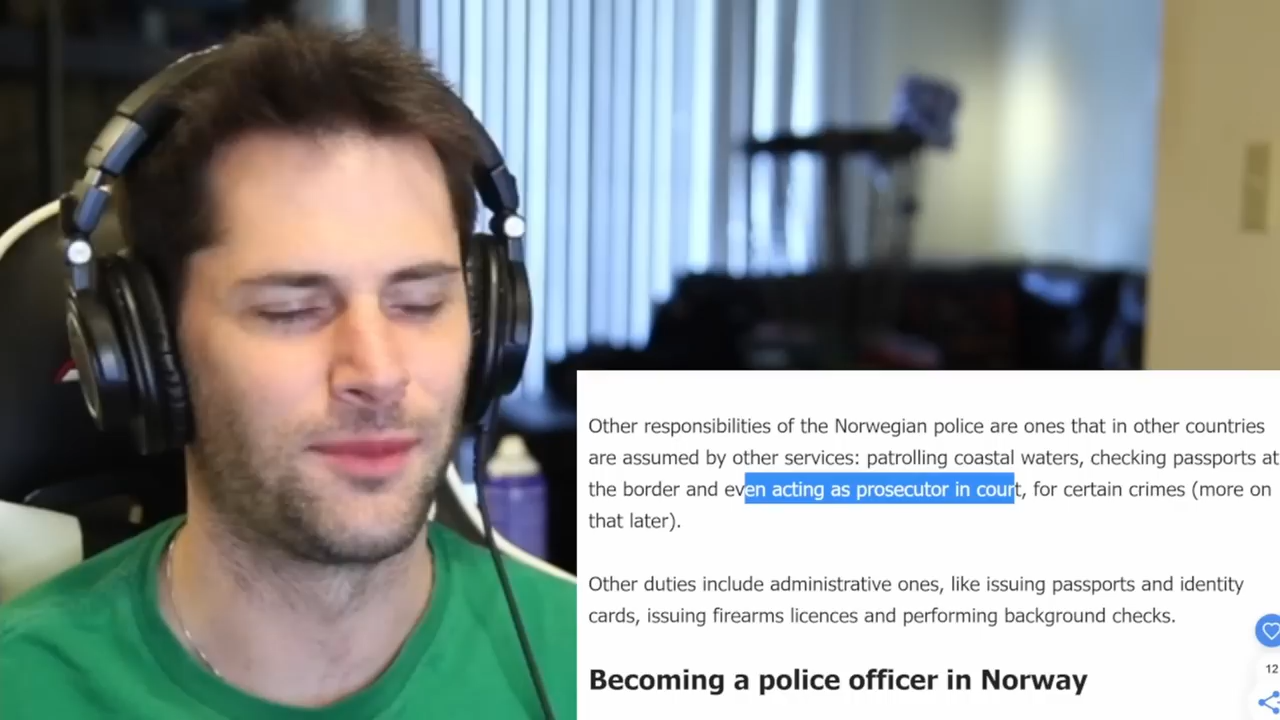 Other responsibilities of the Norwegian police are ones that in other countries
are assumed by other services: patrolling coastal waters, checking passports at
the border and even acting as prosecutor in court, for certain crimes (more on
that later).
Other duties include administrative ones, like issuing passports and identity
cards, issuing firearms licences and performing background checks.
12
Becoming a police officer in Norway